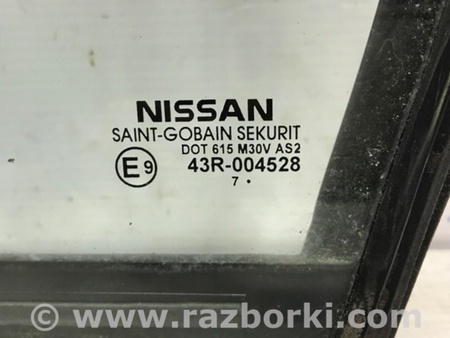 NISSAN
SAINT-GOBAIN SEKURIT
DOT 615 M30V AS2
E9 43R-004528
7 •
© www.razborki.com